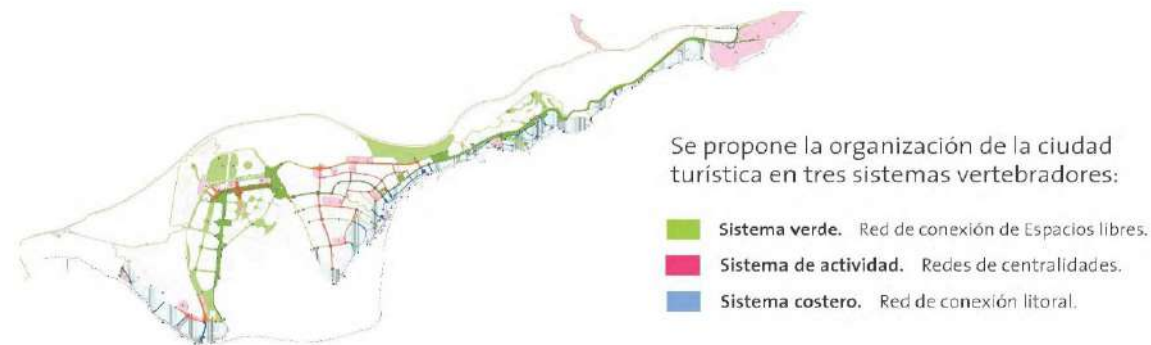 Se propone la organización de la ciudad
turística en tres sistemas vertebradores:
Sistema verde. Red de conexión de Espacios libres.
Sistema de actividad. Redes de centralidades.
Sistema costero. Red de conexión litoral.